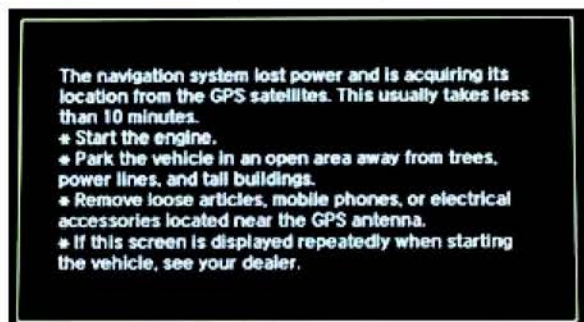 The navigation system lost power and is acquiring its
location from the GPS satellites. This usually takes less
than 10 minutes.
* Start the engine.
* Park the vehicle in an open area away from trees,
power lines, and tall buildings.
* Remove loose articles, mobile phones, or electrical
accessories located near the GPS antenna.
* If this screen is displayed repeatedly when starting
the vehicle, see your dealer.